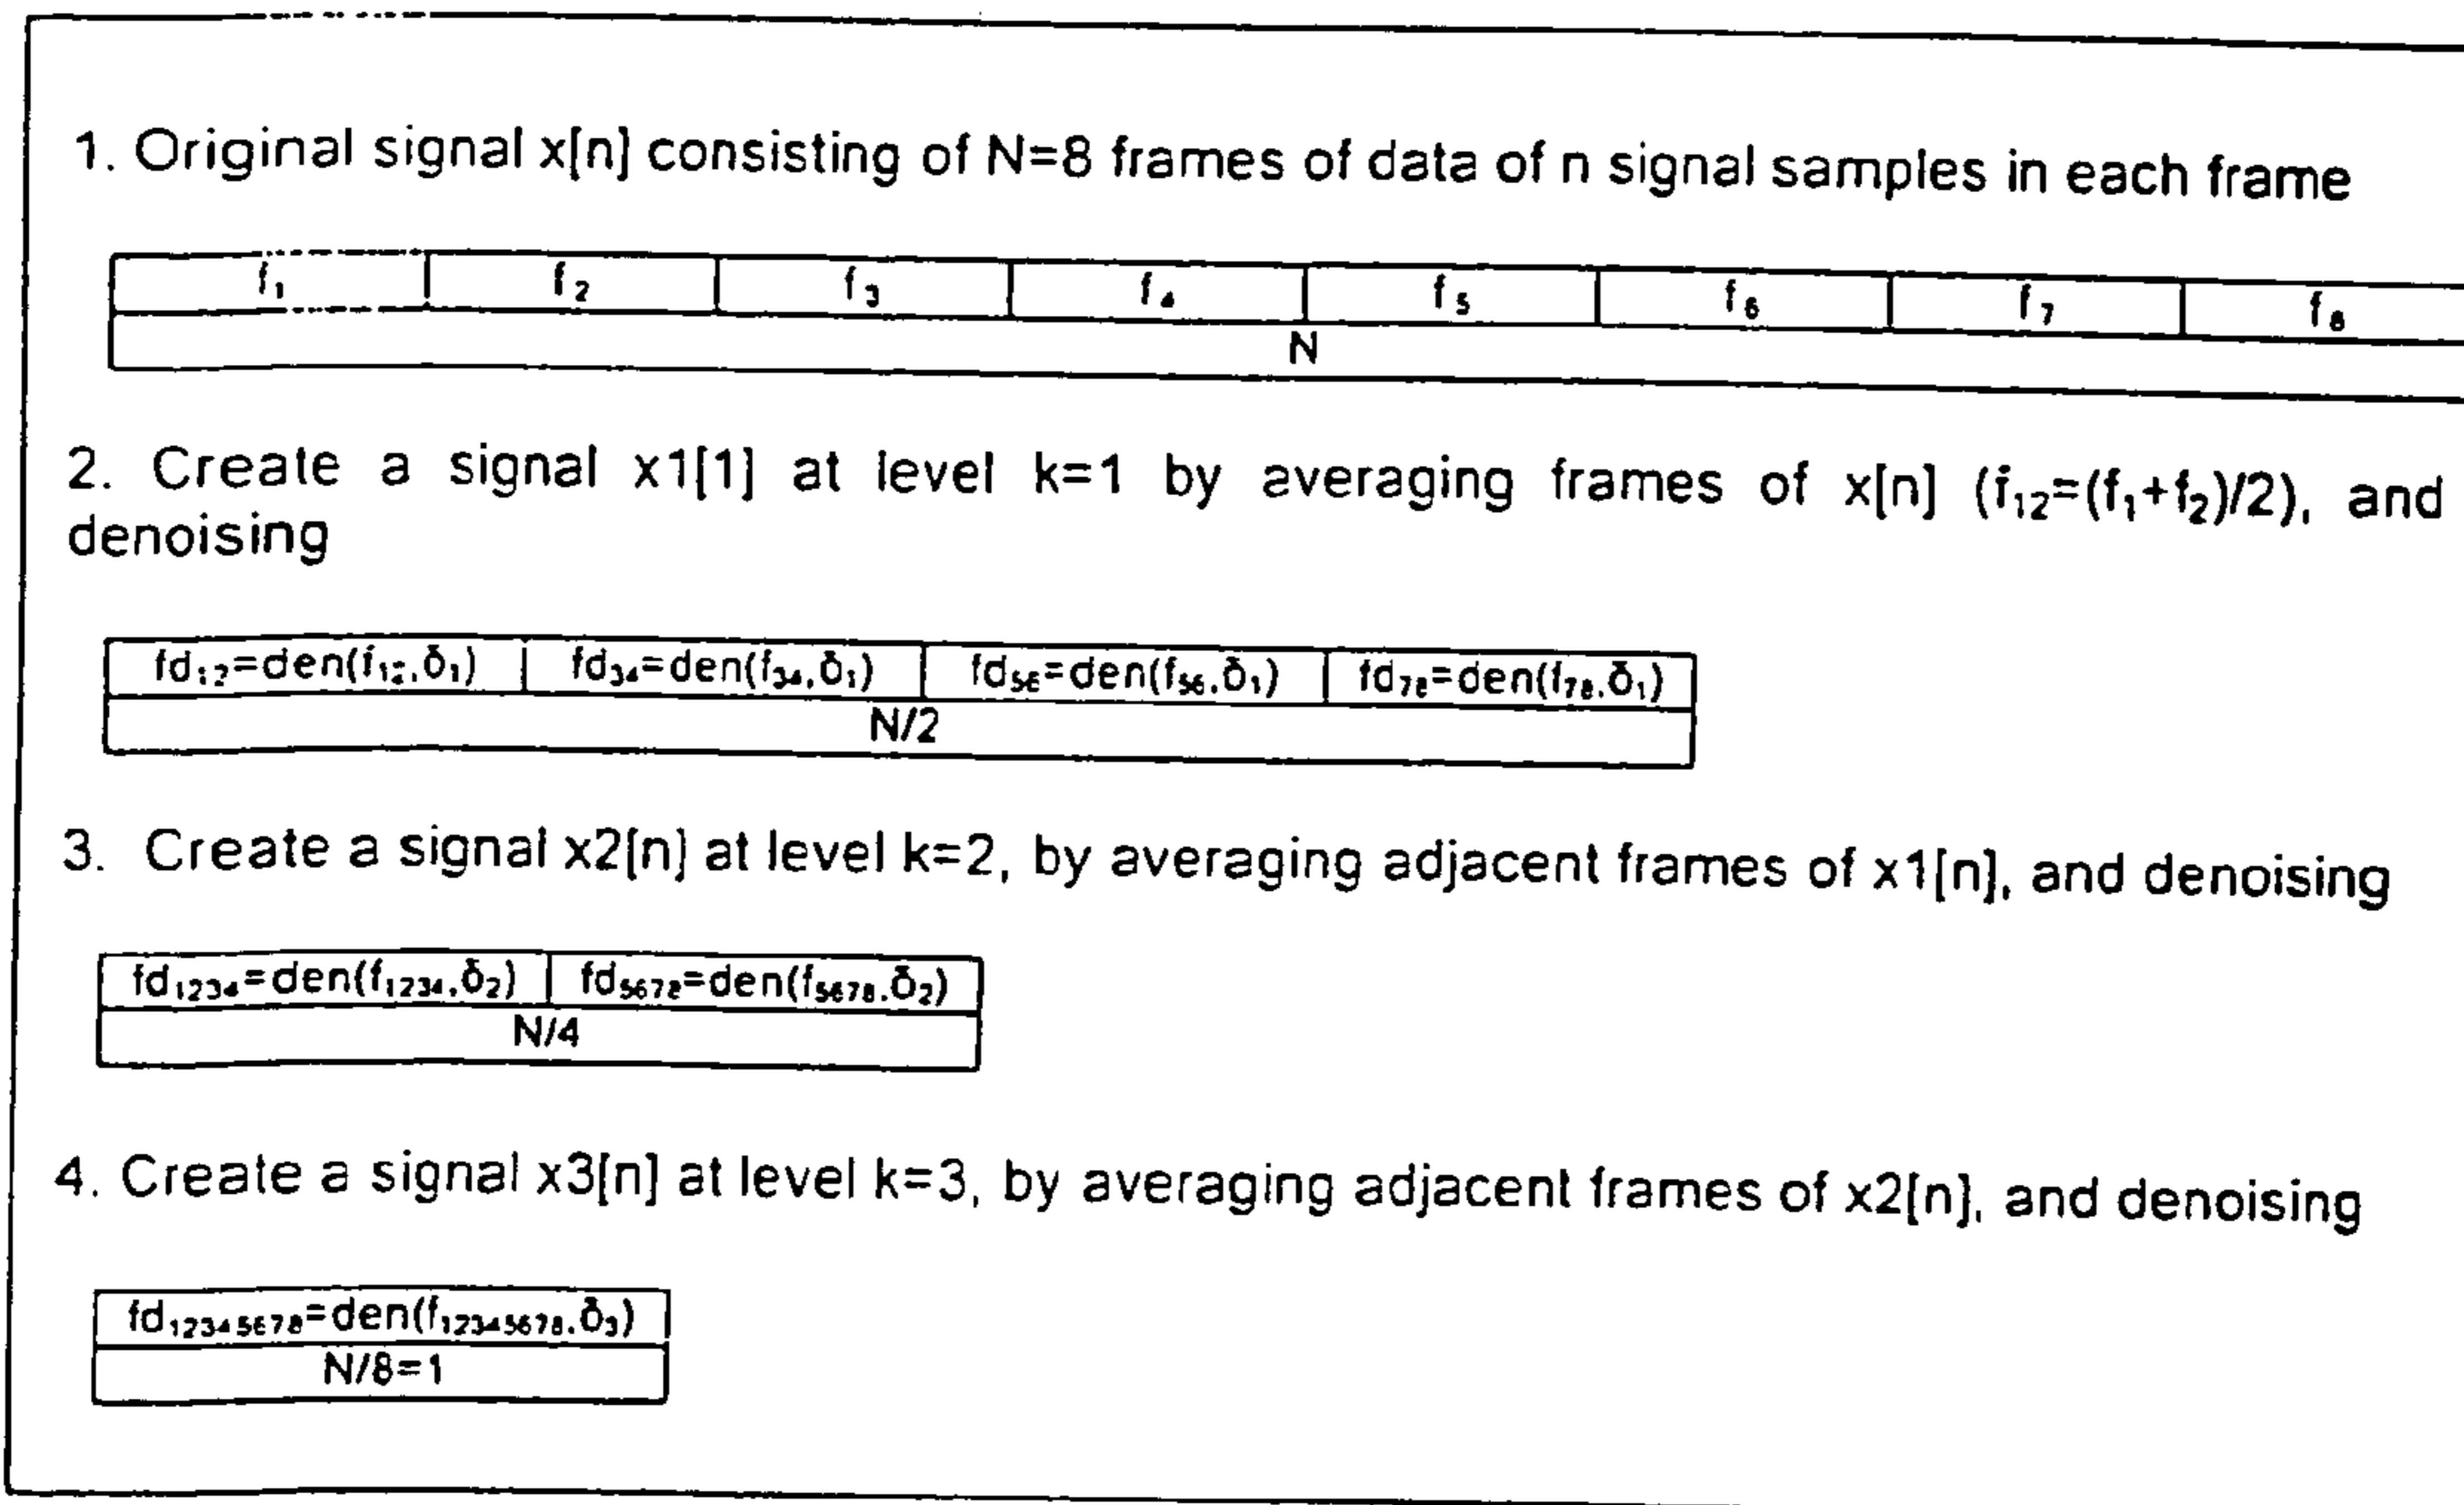 1. Original signal x[n] consisting of N=8 frames of data of n signal samples in each frame
f₁ f₂ f₃ f₄ f₅ f₆ f₇ f₈
N
2. Create a signal x1[1] at level k=1 by averaging frames of x[n] (f₁₂=(f₁+f₂)/2), and
denoising
fd₁₂=den(f₁₂,δ₁) fd₃₄=den(f₃₄,δ₁) fd₅₆=den(f₅₆,δ₁) fd₇₈=den(f₇₈,δ₁)
N/2
3. Create a signal x2[n] at level k=2, by averaging adjacent frames of x1[n], and denoising
fd₁₂₃₄=den(f₁₂₃₄,δ₂) fd₅₆₇₈=den(f₅₆₇₈,δ₂)
N/4
4. Create a signal x3[n] at level k=3, by averaging adjacent frames of x2[n], and denoising
fd₁₂₃₄₅₆₇₈=den(f₁₂₃₄₅₆₇₈,δ₃)
N/8=1